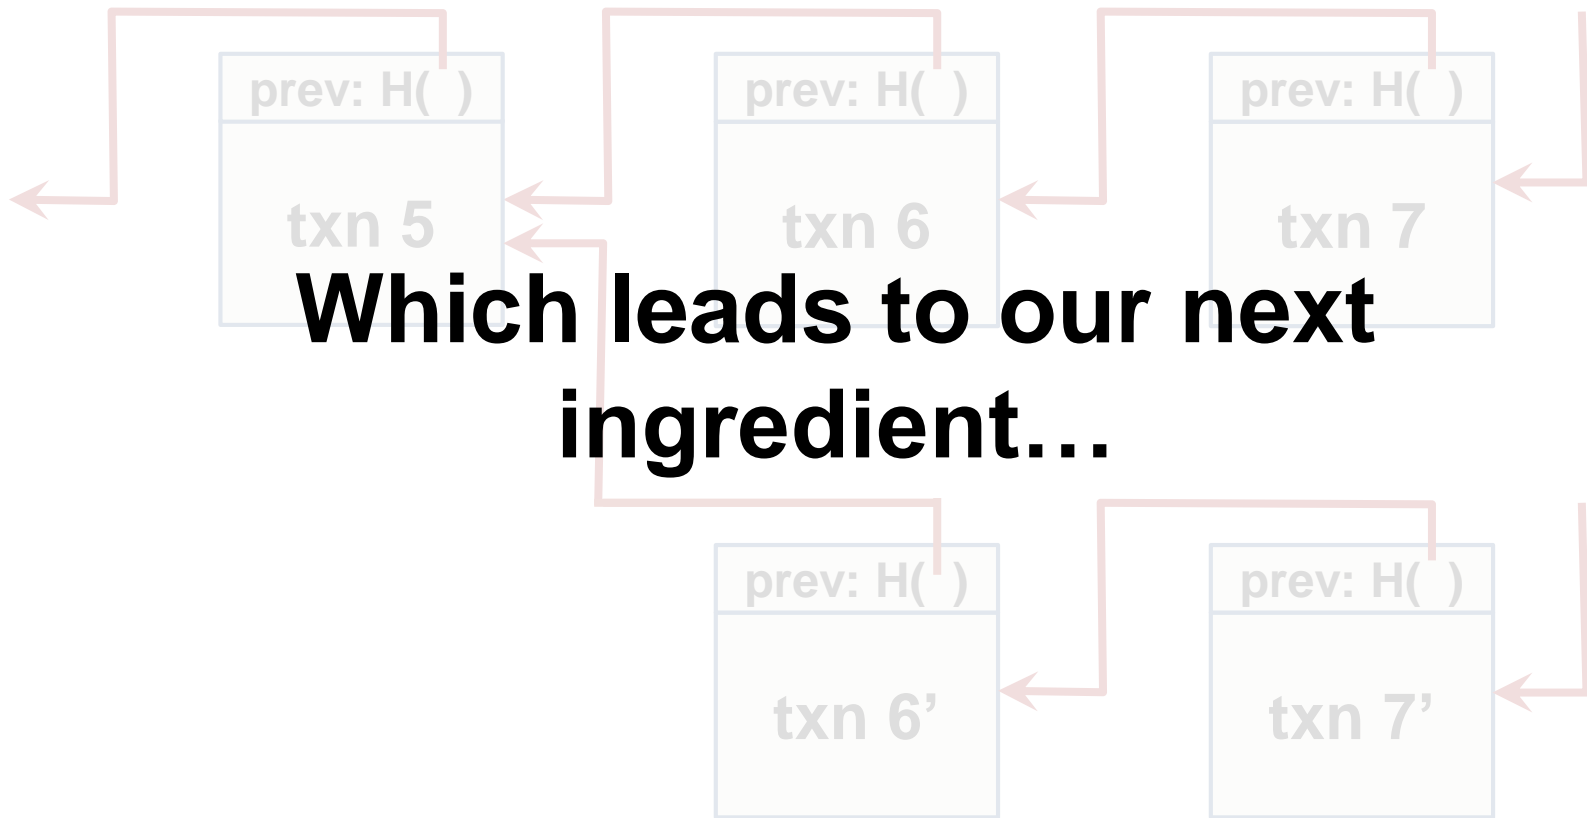 prev: H( ) prev: H( ) prev: H( )
txn 5 txn 6 txn 7
Which leads to our next
ingredient…
prev: H( ) prev: H( )
txn 6’ txn 7’